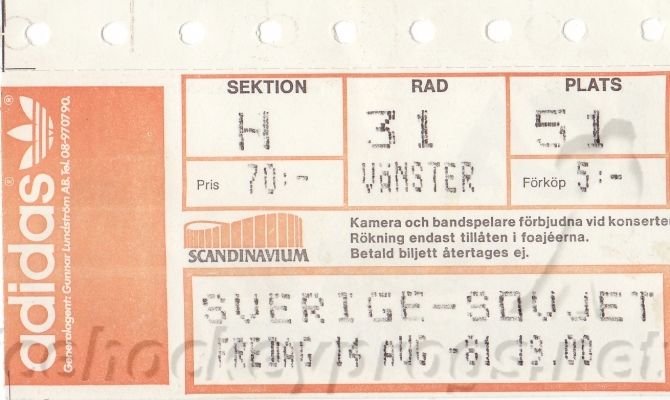 SEKTION RAD PLATS
H 31 51
Pris 70:- VÄNSTER Förköp 5:-
adidas
Generalagent: Gunnar Lundström AB. Tel. 08-970790.
SCANDINAVIUM
Kamera och bandspelare förbjudna vid konserter
Rökning endast tillåten i foajéerna.
Betald biljett återtages ej.
SVERIGE-SOVJET
FREDAG 14 AUG -81 19.00